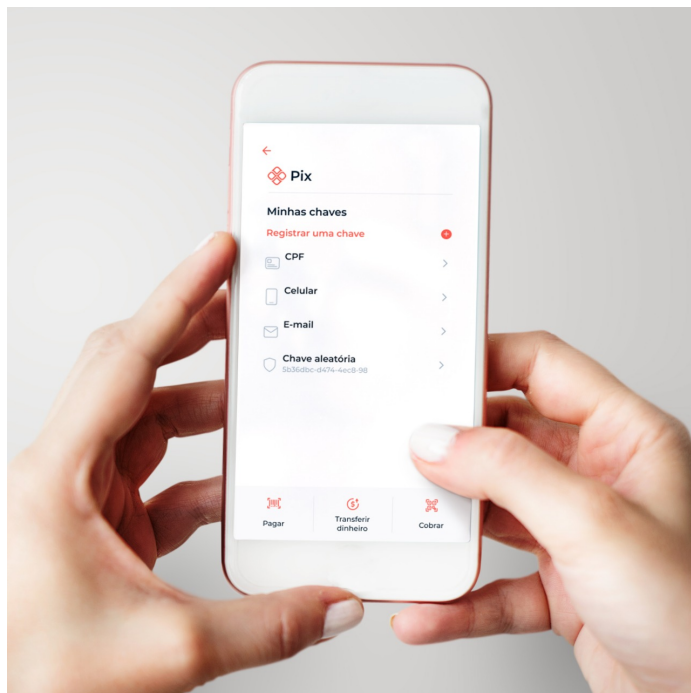 Pix
Minhas chaves
Registrar uma chave
CPF
Celular
E-mail
Chave aleatória
5b36dbc-d474-4ec8-98
Pagar
Transferir
dinheiro
Cobrar